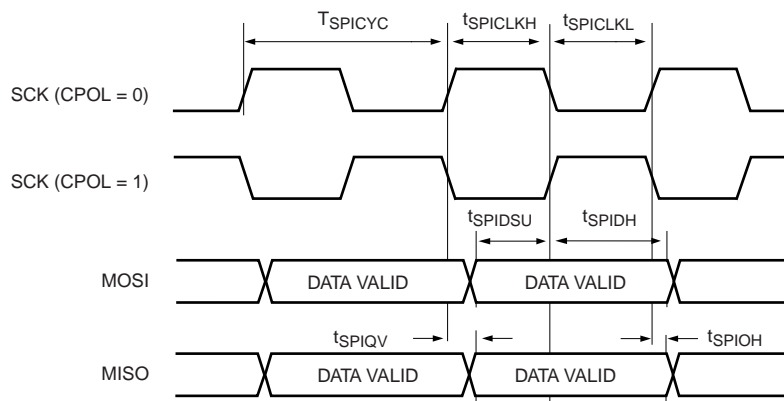 TSPICYC tSPICLKH tSPICLKL
SCK (CPOL = 0)
SCK (CPOL = 1)
tSPIDSU tSPIDH
MOSI DATA VALID DATA VALID
tSPIQV tSPIOH
MISO DATA VALID DATA VALID